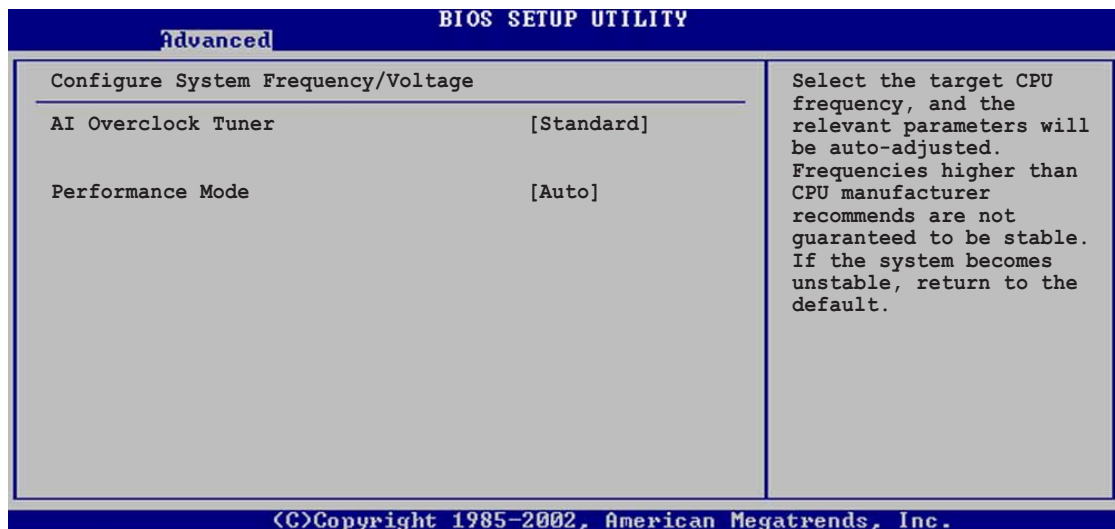 BIOS SETUP UTILITY
Advanced
Configure System Frequency/Voltage
AI Overclock Tuner [Standard]
Performance Mode [Auto]
Select the target CPU
frequency, and the
relevant parameters will
be auto-adjusted.
Frequencies higher than
CPU manufacturer
recommends are not
guaranteed to be stable.
If the system becomes
unstable, return to the
default.
(C)Copyright 1985-2002, American Megatrends, Inc.